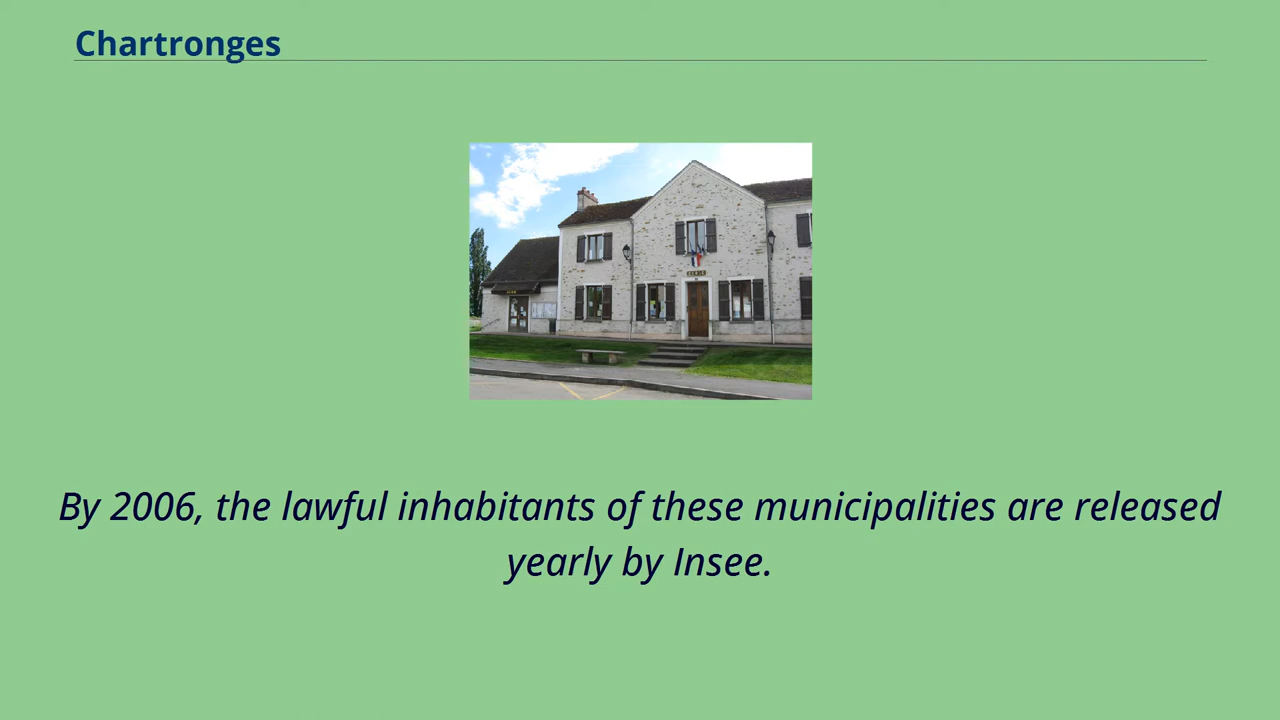 Chartronges
By 2006, the lawful inhabitants of these municipalities are released
yearly by Insee.